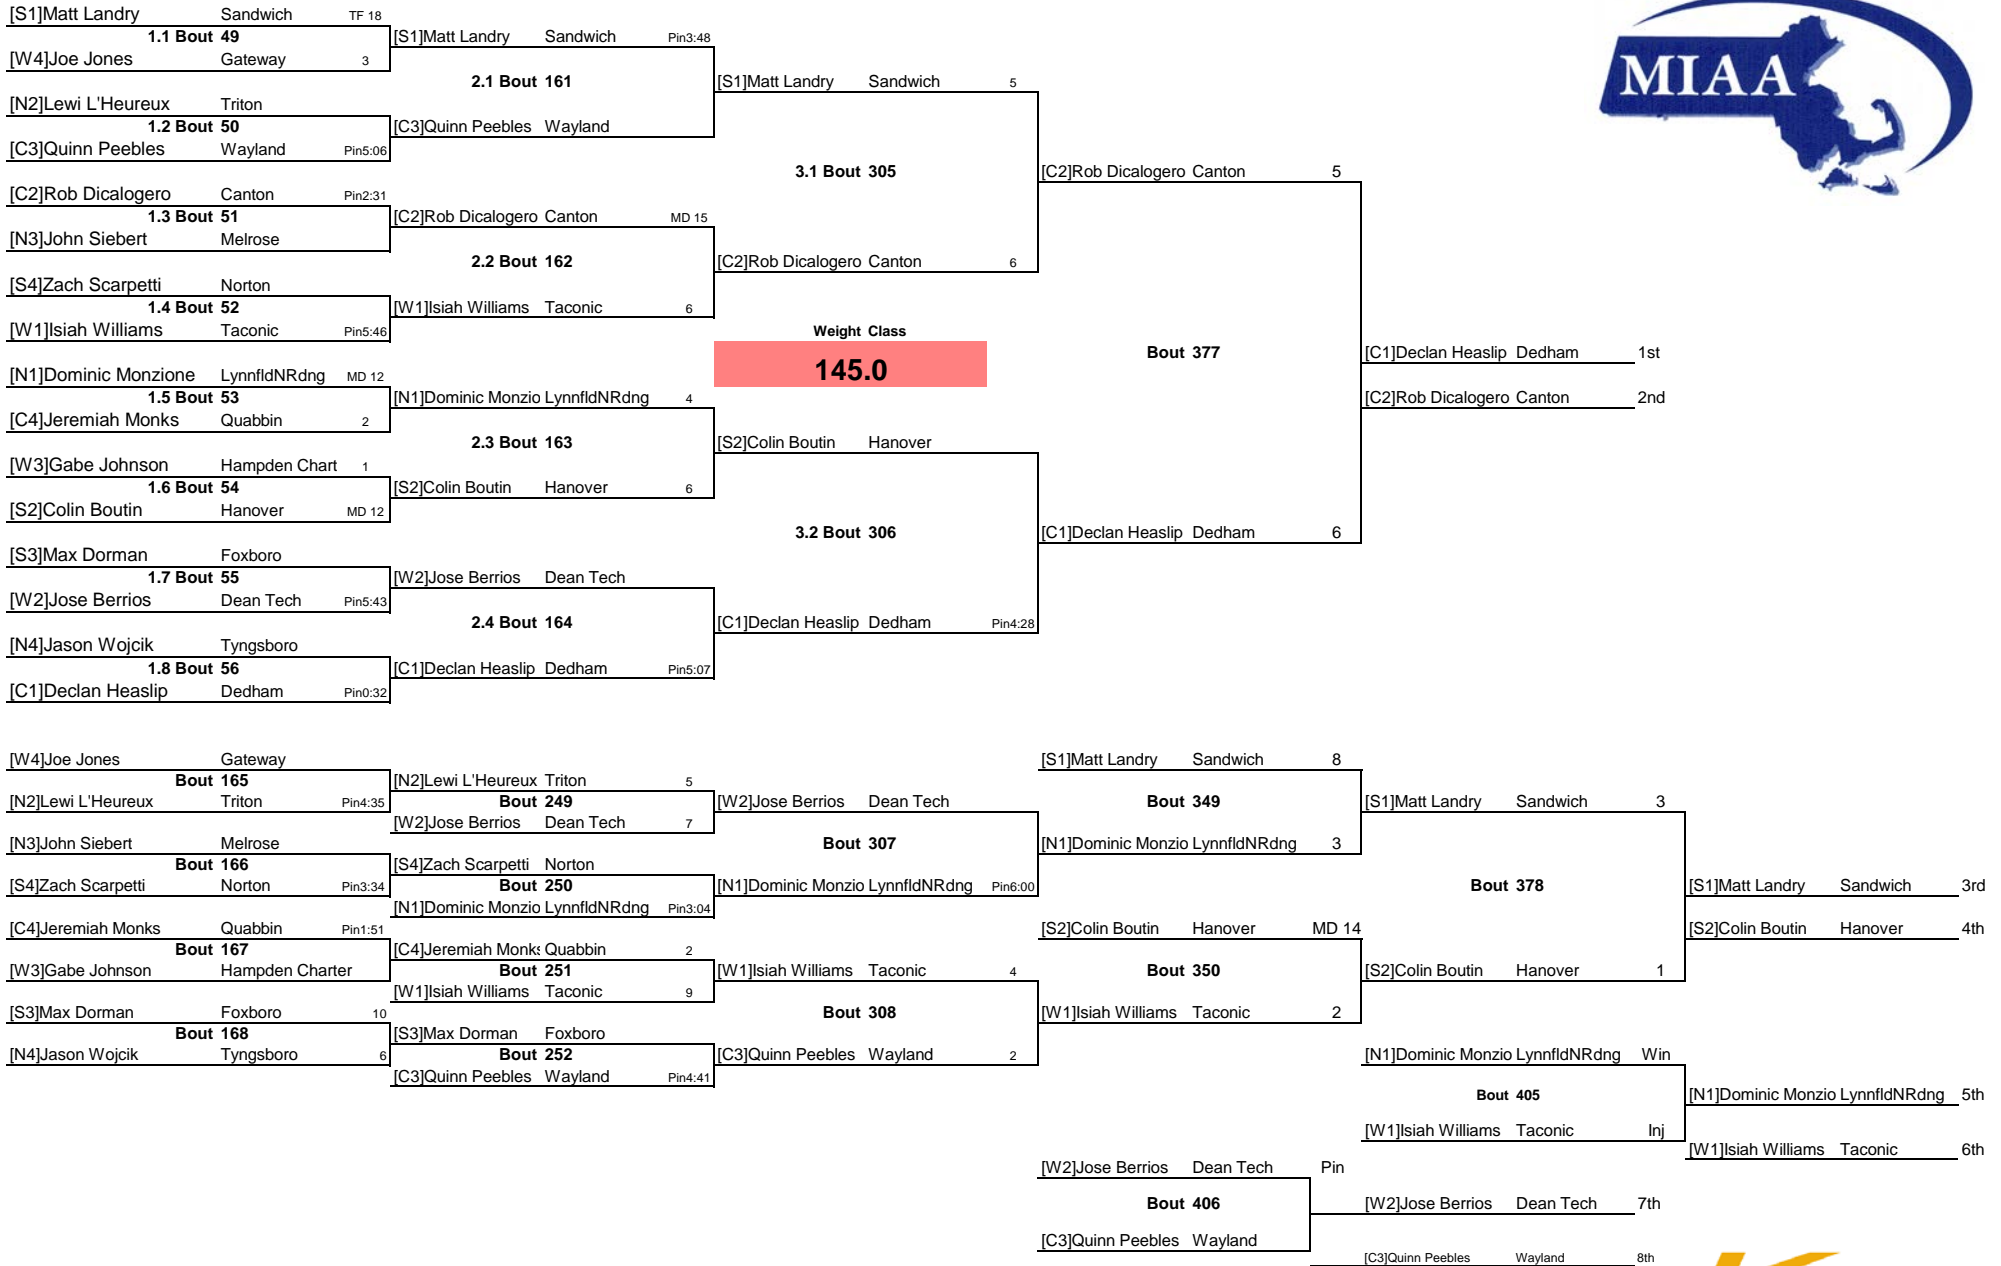 [S1]Matt Landry Sandwich TF 18
1.1 Bout 49
[W4]Joe Jones Gateway 3
[N2]Lewi L'Heureux Triton
1.2 Bout 50
[C3]Quinn Peebles Wayland Pin5:06
[C2]Rob Dicalogero Canton Pin2:31
1.3 Bout 51
[N3]John Siebert Melrose
[S4]Zach Scarpetti Norton
1.4 Bout 52
[W1]Isiah Williams Taconic Pin5:46
[N1]Dominic Monzione LynnfldNRdng MD 12
1.5 Bout 53
[C4]Jeremiah Monks Quabbin 2
[W3]Gabe Johnson Hampden Chart 1
1.6 Bout 54
[S2]Colin Boutin Hanover MD 12
[S3]Max Dorman Foxboro
1.7 Bout 55
[W2]Jose Berrios Dean Tech Pin5:43
[N4]Jason Wojcik Tyngsboro
1.8 Bout 56
[C1]Declan Heaslip Dedham Pin0:32
[S1]Matt Landry Sandwich Pin3:48
2.1 Bout 161
[C3]Quinn Peebles Wayland
[C2]Rob Dicalogero Canton MD 15
2.2 Bout 162
[W1]Isiah Williams Taconic 6
[N1]Dominic Monzio LynnfldNRdng 4
2.3 Bout 163
[S2]Colin Boutin Hanover 6
[W2]Jose Berrios Dean Tech
2.4 Bout 164
[C1]Declan Heaslip Dedham Pin5:07
[S1]Matt Landry Sandwich 5
3.1 Bout 305
[C2]Rob Dicalogero Canton 6
Weight Class
145.0
[S2]Colin Boutin Hanover
3.2 Bout 306
[C1]Declan Heaslip Dedham Pin4:28
[C2]Rob Dicalogero Canton 5
Bout 377
[C1]Declan Heaslip Dedham 6
MIAA
[C1]Declan Heaslip Dedham 1st
[C2]Rob Dicalogero Canton 2nd
[W4]Joe Jones Gateway
Bout 165
[N2]Lewi L'Heureux Triton Pin4:35
[N3]John Siebert Melrose
Bout 166
[S4]Zach Scarpetti Norton Pin3:34
[C4]Jeremiah Monks Quabbin Pin1:51
Bout 167
[W3]Gabe Johnson Hampden Charter
[S3]Max Dorman Foxboro 10
Bout 168
[N4]Jason Wojcik Tyngsboro 6
[N2]Lewi L'Heureux Triton 5
Bout 249
[W2]Jose Berrios Dean Tech 7
[S4]Zach Scarpetti Norton
Bout 250
[N1]Dominic Monzio LynnfldNRdng Pin3:04
[C4]Jeremiah Monks Quabbin 2
Bout 251
[W1]Isiah Williams Taconic 9
[S3]Max Dorman Foxboro
Bout 252
[C3]Quinn Peebles Wayland Pin4:41
[W2]Jose Berrios Dean Tech
Bout 307
[N1]Dominic Monzio LynnfldNRdng Pin6:00
[W1]Isiah Williams Taconic 4
Bout 308
[C3]Quinn Peebles Wayland 2
[S1]Matt Landry Sandwich 8
Bout 349
[N1]Dominic Monzio LynnfldNRdng 3
[S2]Colin Boutin Hanover MD 14
Bout 350
[W1]Isiah Williams Taconic 2
[S1]Matt Landry Sandwich 3
Bout 378
[S2]Colin Boutin Hanover 1
[S1]Matt Landry Sandwich 3rd
[S2]Colin Boutin Hanover 4th
[N1]Dominic Monzio LynnfldNRdng Win
Bout 405
[W1]Isiah Williams Taconic Inj
[N1]Dominic Monzio LynnfldNRdng 5th
[W1]Isiah Williams Taconic 6th
[W2]Jose Berrios Dean Tech Pin
Bout 406
[C3]Quinn Peebles Wayland
[W2]Jose Berrios Dean Tech 7th
[C3]Quinn Peebles Wayland 8th